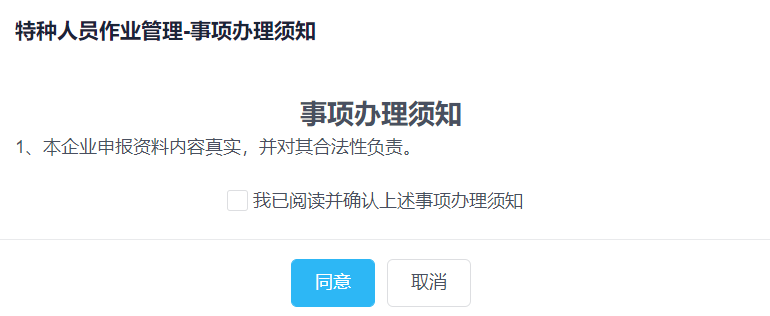 特种人员作业管理-事项办理须知
事项办理须知
1、本企业申报资料内容真实，并对其合法性负责。
我已阅读并确认上述事项办理须知
同意 取消